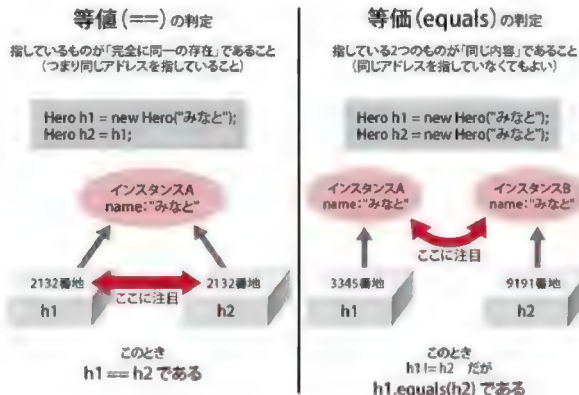 等値(==)の判定
指しているものが「完全に同一の存在」であること
(つまり同じアドレスを指していること)
Hero h1 = new Hero("みなと");
Hero h2 = h1;
インスタンスA
name:"みなと"
2132番地
2132番地
ここに注目
h1
h2
このとき
h1 == h2 である
等価(equals)の判定
指している2つのものが「同じ内容」であること
(同じアドレスを指していなくてもよい)
Hero h1 = new Hero("みなと");
Hero h2 = new Hero("みなと");
インスタンスA
name:"みなと"
インスタンスB
name:"みなと"
ここに注目
3345番地
9191番地
h1
h2
このとき
h1 != h2 だが
h1.equals(h2) である